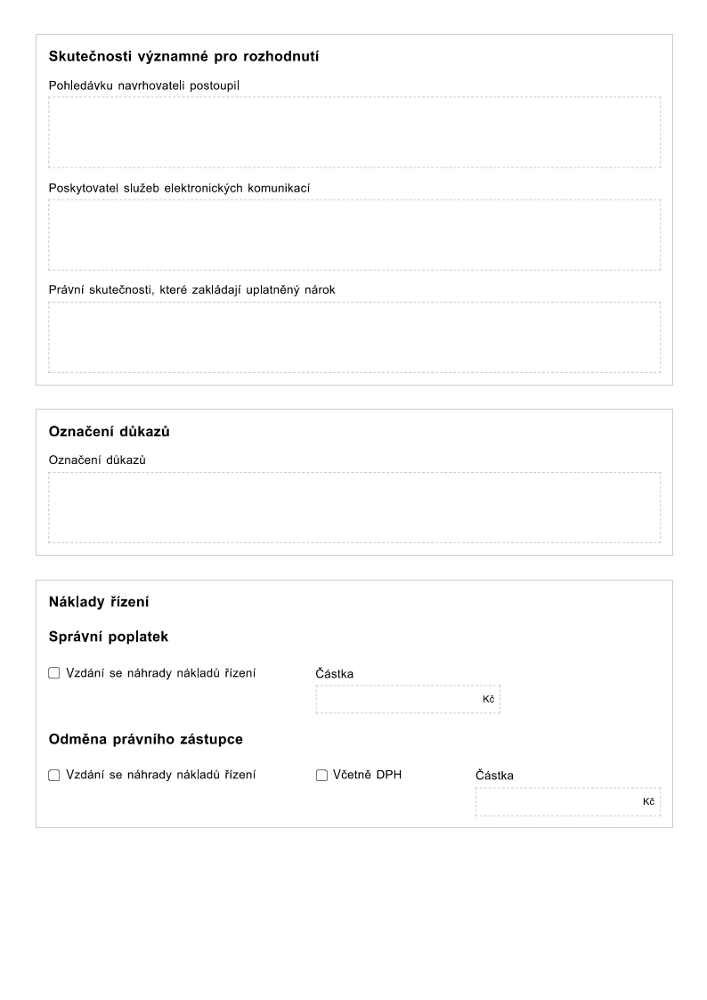 Skutečnosti významné pro rozhodnutí
Pohledávku navrhovateli postoupil
Poskytovatel služeb elektronických komunikací
Právní skutečnosti, které zakládají uplatněný nárok
Označení důkazů
Označení důkazů
Náklady řízení
Správní poplatek
Vzdání se náhrady nákladů řízení
Částka
Kč
Odměna právního zástupce
Vzdání se náhrady nákladů řízení
Včetně DPH
Částka
Kč